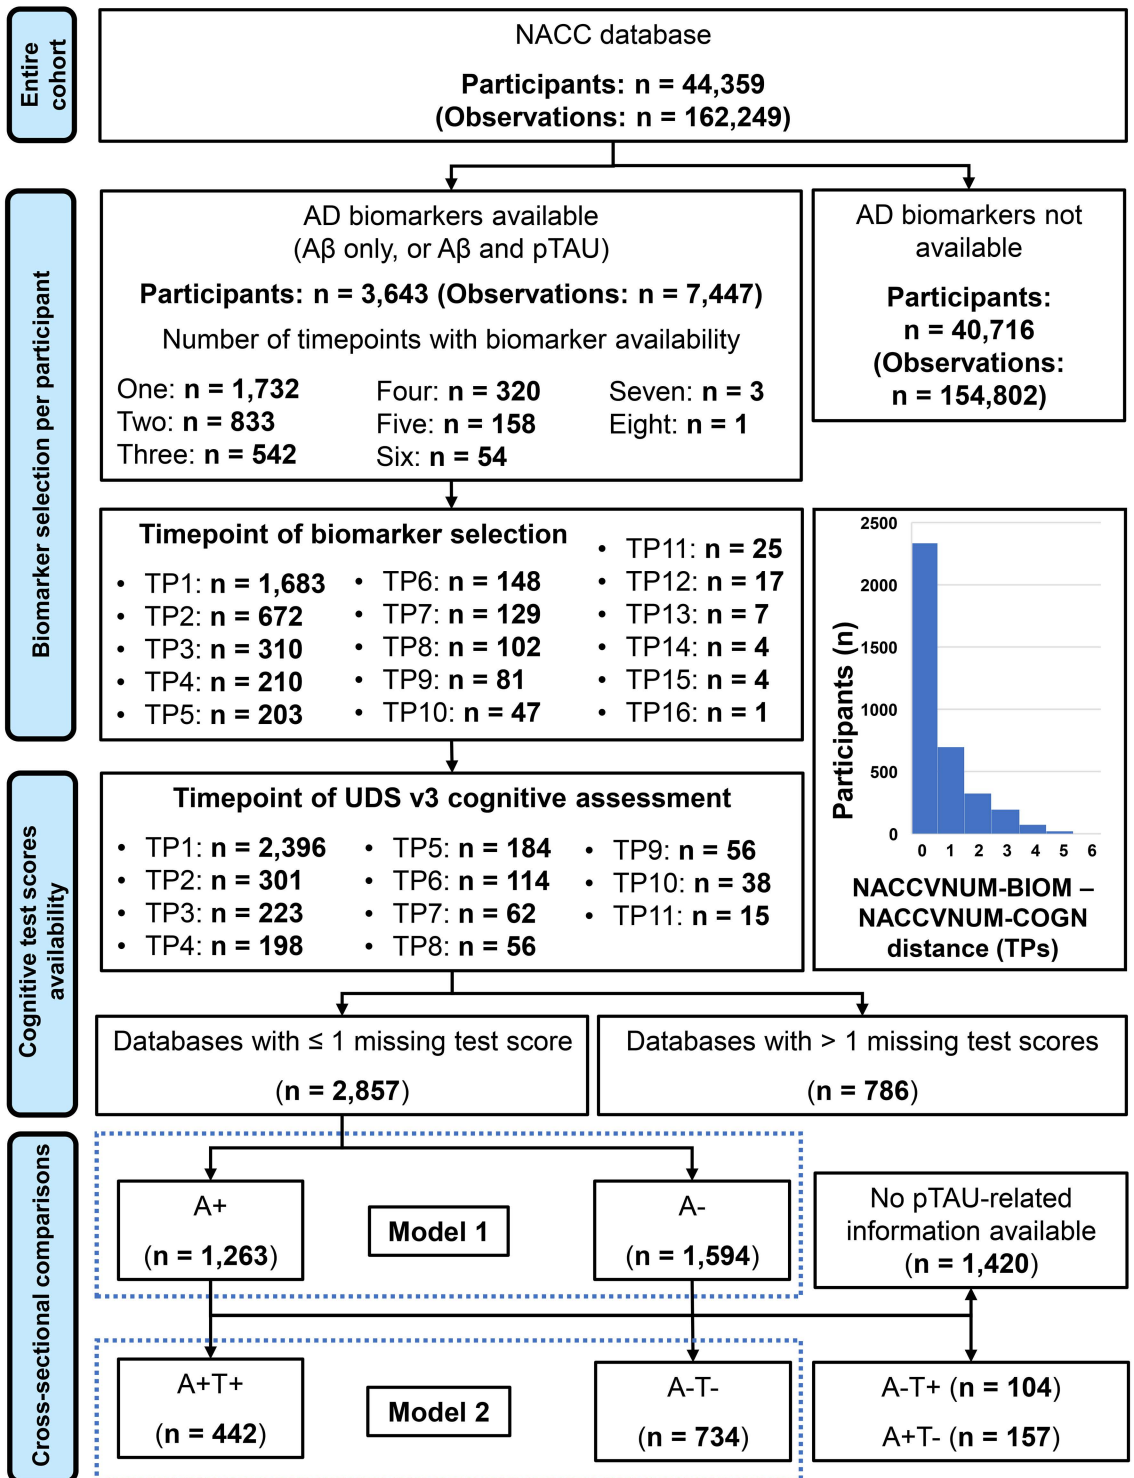 Entire
cohort
NACC database
Participants: n = 44,359
(Observations: n = 162,249)
Biomarker selection per participant
AD biomarkers available
(Aβ only, or Aβ and pTAU)
Participants: n = 3,643 (Observations: n = 7,447)
Number of timepoints with biomarker availability
One: n = 1,732
Two: n = 833
Three: n = 542
Four: n = 320
Five: n = 158
Six: n = 54
Seven: n = 3
Eight: n = 1
AD biomarkers not
available
Participants:
n = 40,716
(Observations:
n = 154,802)
Timepoint of biomarker selection
• TP1: n = 1,683
• TP2: n = 672
• TP3: n = 310
• TP4: n = 210
• TP5: n = 203
• TP6: n = 148
• TP7: n = 129
• TP8: n = 102
• TP9: n = 81
• TP10: n = 47
• TP11: n = 25
• TP12: n = 17
• TP13: n = 7
• TP14: n = 4
• TP15: n = 4
• TP16: n = 1
Participants (n)
2500
2000
1500
1000
500
0
0 1 2 3 4 5 6
NACCVNUM-BIOM –
NACCVNUM-COGN
distance (TPs)
Cognitive test scores
availability
Timepoint of UDS v3 cognitive assessment
• TP1: n = 2,396
• TP2: n = 301
• TP3: n = 223
• TP4: n = 198
• TP5: n = 184
• TP6: n = 114
• TP7: n = 62
• TP8: n = 56
• TP9: n = 56
• TP10: n = 38
• TP11: n = 15
Databases with ≤ 1 missing test score
(n = 2,857)
Databases with > 1 missing test scores
(n = 786)
Cross-sectional comparisons
A+
(n = 1,263)
Model 1
A-
(n = 1,594)
No pTAU-related
information available
(n = 1,420)
A+T+
(n = 442)
Model 2
A-T-
(n = 734)
A-T+ (n = 104)
A+T- (n = 157)